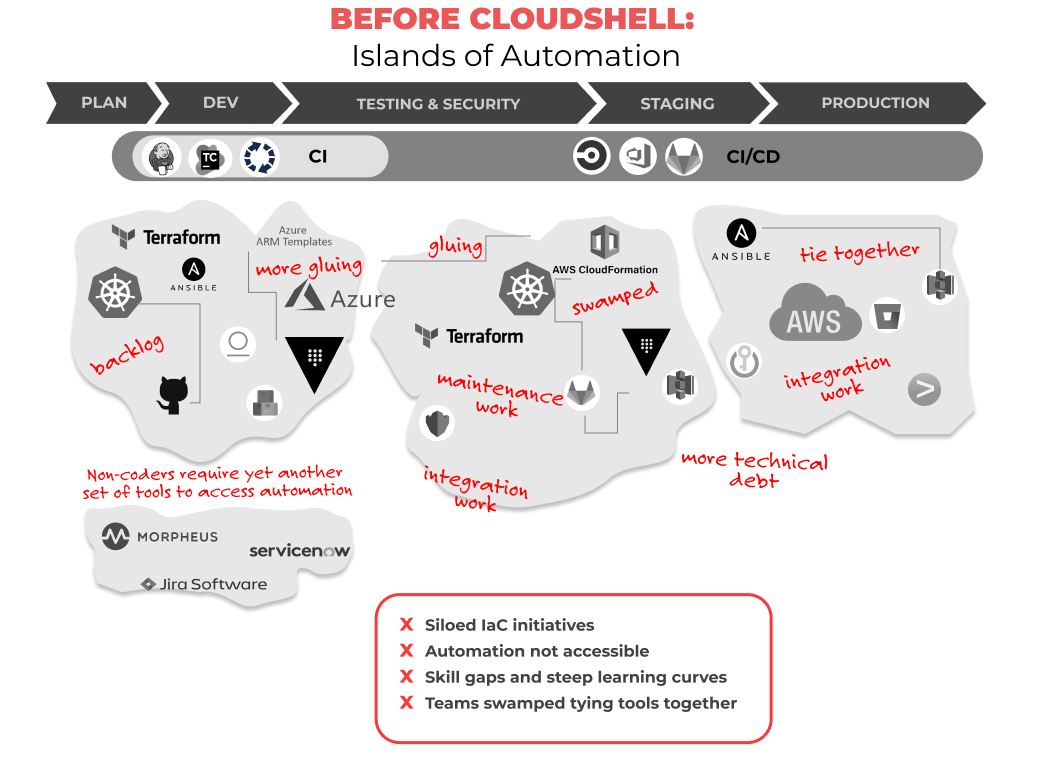 BEFORE CLOUDSHELL:
Islands of Automation
PLAN
DEV
TESTING & SECURITY
STAGING
PRODUCTION
TC
CI
CI/CD
Terraform
Azure
ARM Templates
ANSIBLE
more gluing
Azure
backlog
gluing
AWS CloudFormation
swamped
Terraform
maintenance
work
integration
work
ANSIBLE
tie together
AWS
integration
work
more technical
debt
Non-coders require yet another
set of tools to access automation
MORPHEUS
servicenow
Jira Software
X Siloed IaC initiatives
X Automation not accessible
X Skill gaps and steep learning curves
X Teams swamped tying tools together